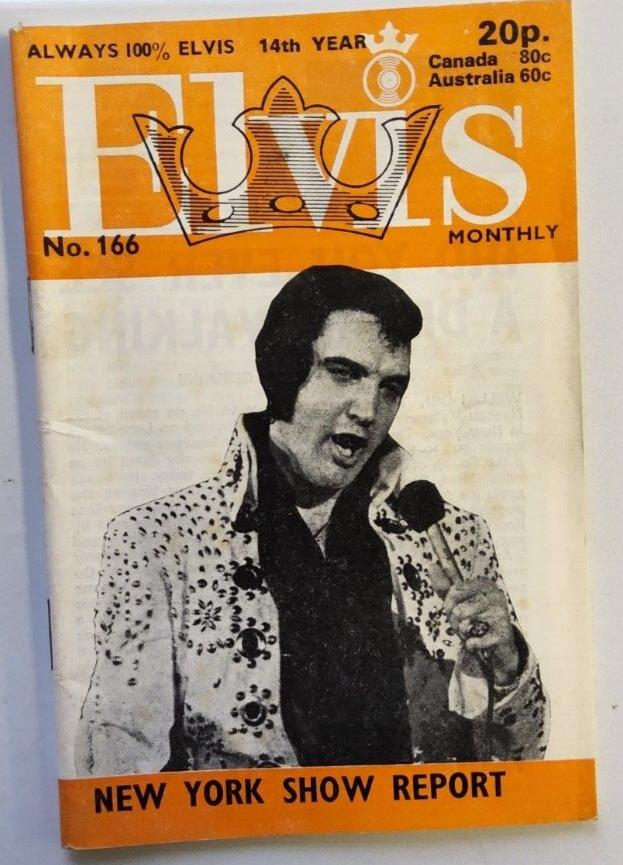 ALWAYS 100% ELVIS 14th YEAR
20p.
Canada 80c
Australia 60c
Elvis
MONTHLY
No. 166
NEW YORK SHOW REPORT